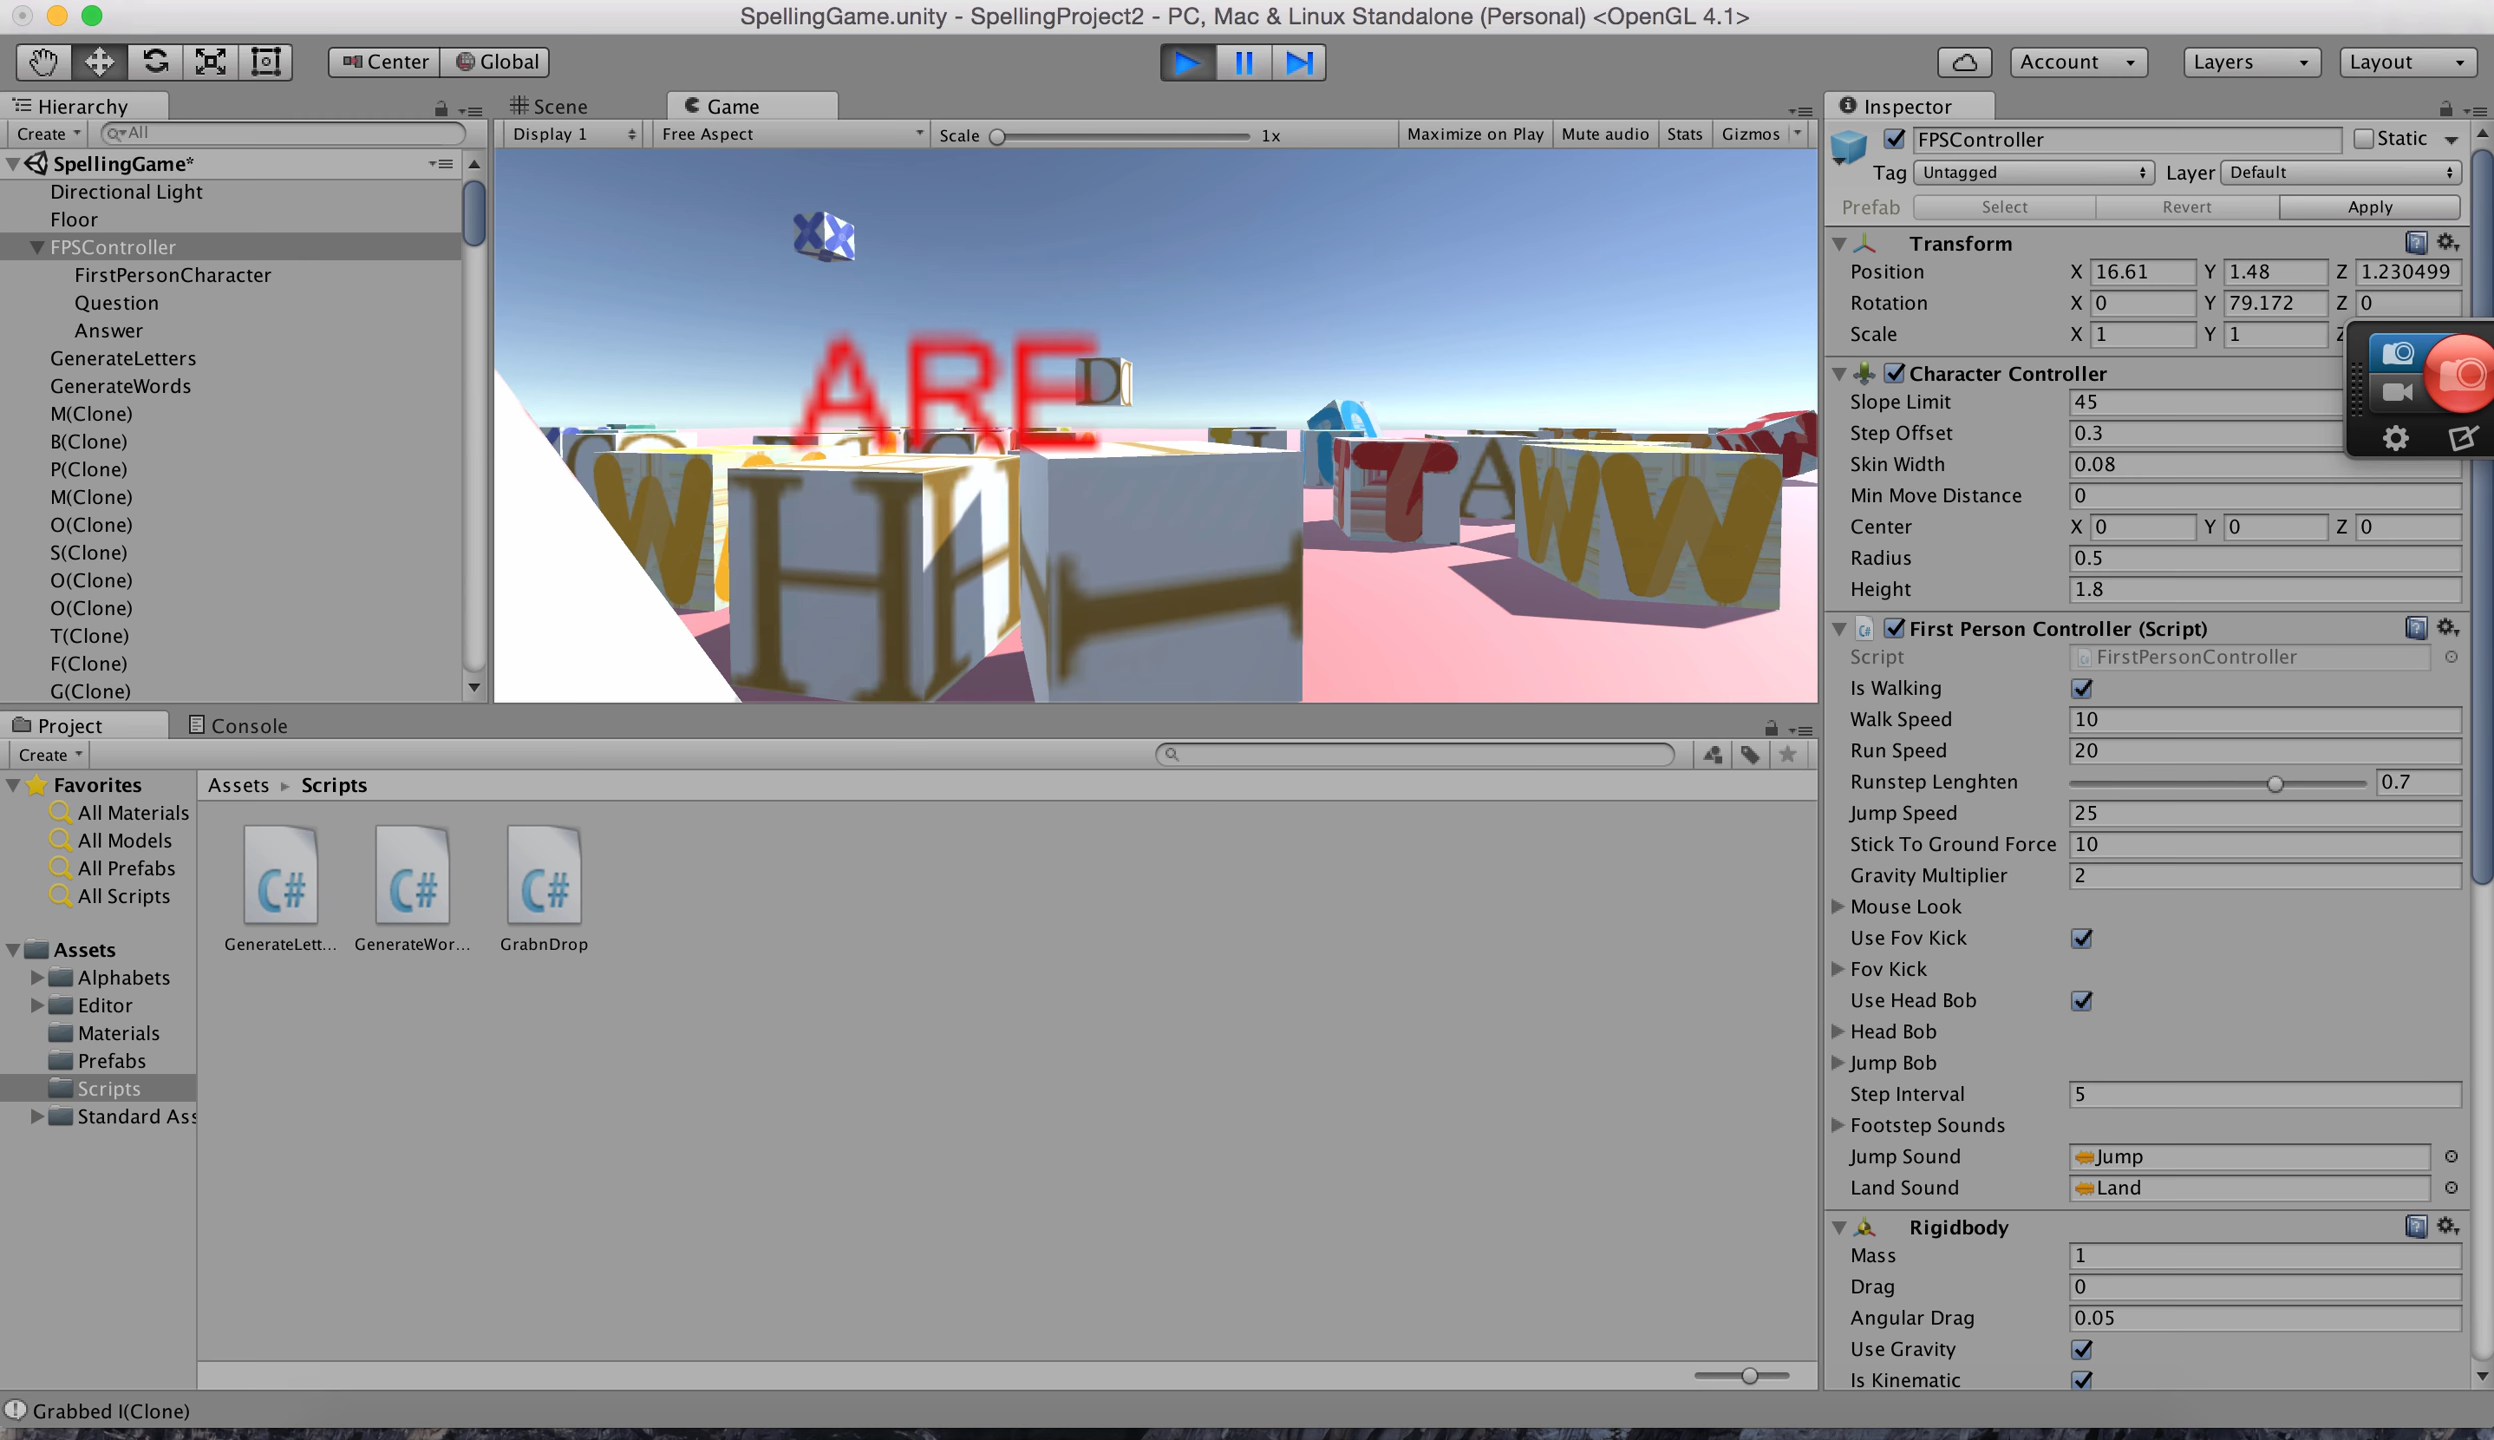 SpellingGame.unity - SpellingProject2 - PC, Mac & Linux Standalone (Personal) <OpenGL 4.1>
Center Global Account Layers Layout
Hierarchy
Create All
SpellingGame*
Directional Light
Floor
FPSController
FirstPersonCharacter
Question
Answer
GenerateLetters
GenerateWords
M(Clone)
B(Clone)
P(Clone)
M(Clone)
O(Clone)
S(Clone)
O(Clone)
O(Clone)
T(Clone)
F(Clone)
G(Clone)
Scene Game
Display 1 Free Aspect Scale 1x Maximize on Play Mute audio Stats Gizmos
X X
ARE
D
W H H I T A W W
Project Console
Create
Favorites
All Materials
All Models
All Prefabs
All Scripts
Assets
Alphabets
Editor
Materials
Prefabs
Scripts
Standard Ass
Assets Scripts
C# C# C#
GenerateLett... GenerateWor... GrabnDrop
Inspector
FPSController Static
Tag Untagged Layer Default
Prefab Select Revert Apply
Transform
Position X 16.61 Y 1.48 Z 1.230499
Rotation X 0 Y 79.172 Z 0
Scale X 1 Y 1 Z
Character Controller
Slope Limit 45
Step Offset 0.3
Skin Width 0.08
Min Move Distance 0
Center X 0 Y 0 Z 0
Radius 0.5
Height 1.8
First Person Controller (Script)
Script FirstPersonController
Is Walking
Walk Speed 10
Run Speed 20
Runstep Lenghten 0.7
Jump Speed 25
Stick To Ground Force 10
Gravity Multiplier 2
Mouse Look
Use Fov Kick
Fov Kick
Use Head Bob
Head Bob
Jump Bob
Step Interval 5
Footstep Sounds
Jump Sound Jump
Land Sound Land
Rigidbody
Mass 1
Drag 0
Angular Drag 0.05
Use Gravity
Is Kinematic
Grabbed I(Clone)